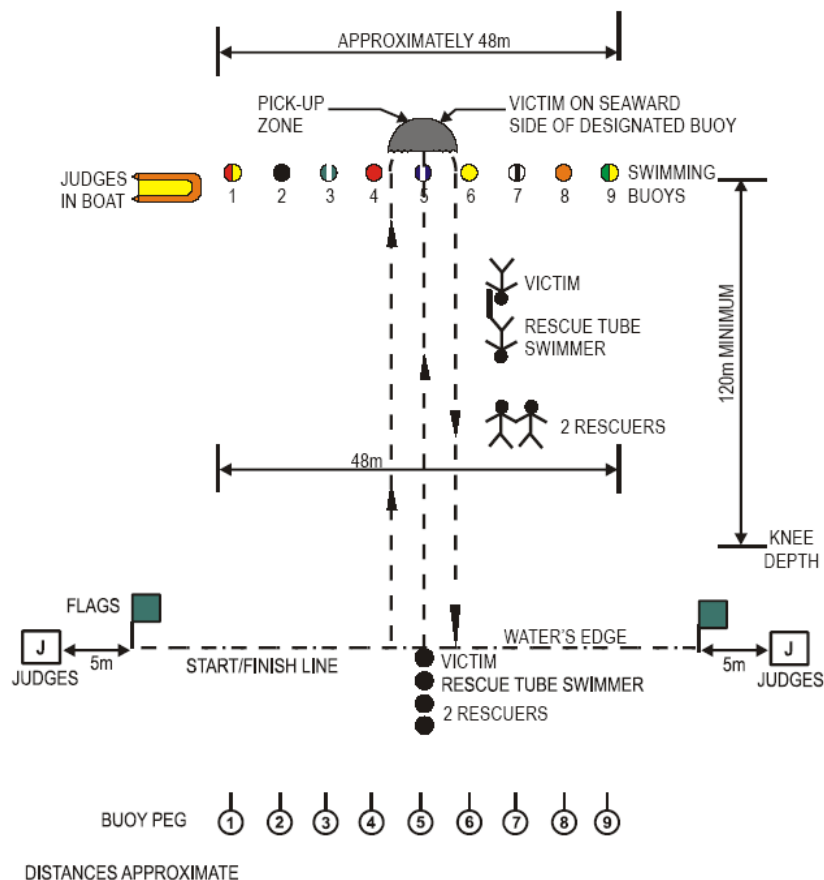 APPROXIMATELY 48m
PICK-UP
ZONE
VICTIM ON SEAWARD
SIDE OF DESIGNATED BUOY
JUDGES
IN BOAT
1 2 3 4 5 6 7 8 9
SWIMMING
BUOYS
VICTIM
RESCUE TUBE
SWIMMER
120m MINIMUM
2 RESCUERS
48m
KNEE
DEPTH
FLAGS
J
JUDGES
5m
START/FINISH LINE
WATER'S EDGE
5m
J
JUDGES
VICTIM
RESCUE TUBE SWIMMER
2 RESCUERS
BUOY PEG
1 2 3 4 5 6 7 8 9
DISTANCES APPROXIMATE